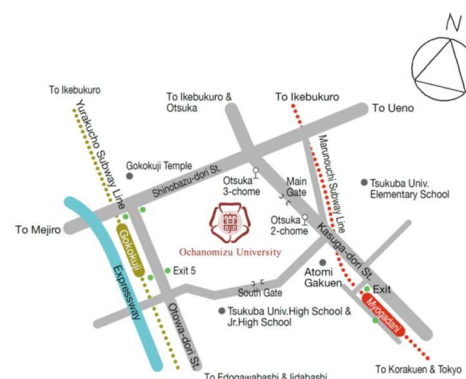 N
To Ikebukuro
To Ikebukuro &
Otsuka
To Ikebukuro
To Ueno
Yurakucho Subway Line
Gokokuji Temple
Shinobazu-dori St.
Otsuka
3-chome
Main
Gate
Marunouchi Subway Line
Tsukuba Univ.
Elementary School
To Mejiro
Gokokuji
Ochanomizu University
Otsuka
2-chome
Kasuga-dori St.
Expressway
Exit 5
Atomi
Gakuen
South Gate
Exit
Myogadani
Otowa-dori St.
Tsukuba Univ.High School &
Jr.High School
To Korakuen & Tokyo
To Edogawabashi & Iidabashi